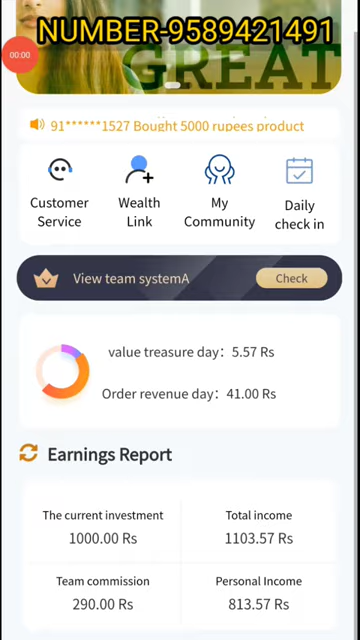 NUMBER-9589421491
00:00
GREAT
91******1527 Bought 5000 rupees product
Customer Service
Wealth Link
My Community
Daily check in
View team systemA
Check
value treasure day: 5.57 Rs
Order revenue day: 41.00 Rs
Earnings Report
The current investment
1000.00 Rs
Total income
1103.57 Rs
Team commission
290.00 Rs
Personal Income
813.57 Rs